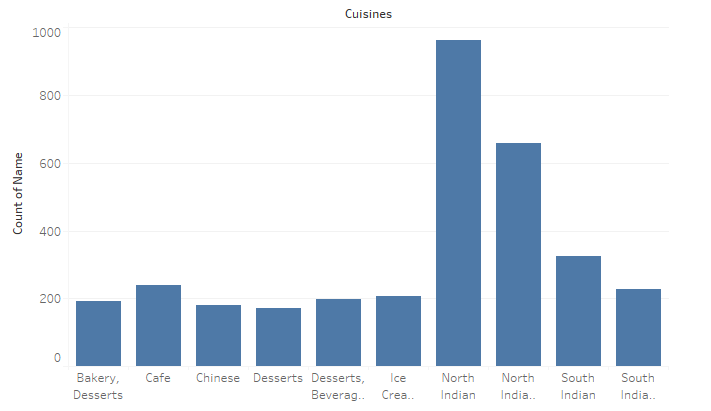 Cuisines
1000
800
600
400
200
0
Count of Name
Bakery, Desserts
Cafe
Chinese
Desserts
Desserts, Beverag..
Ice Crea..
North Indian
North India..
South Indian
South India..